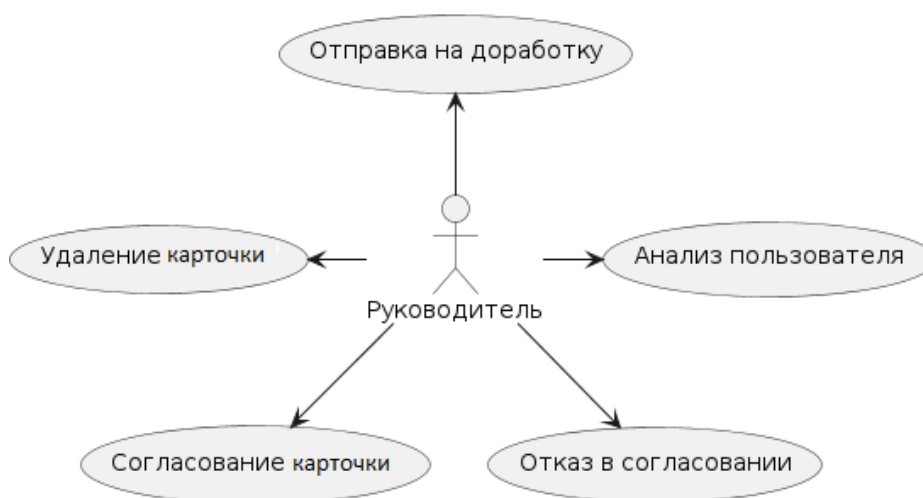 Отправка на доработку
Удаление карточки
Анализ пользователя
Руководитель
Согласование карточки
Отказ в согласовании